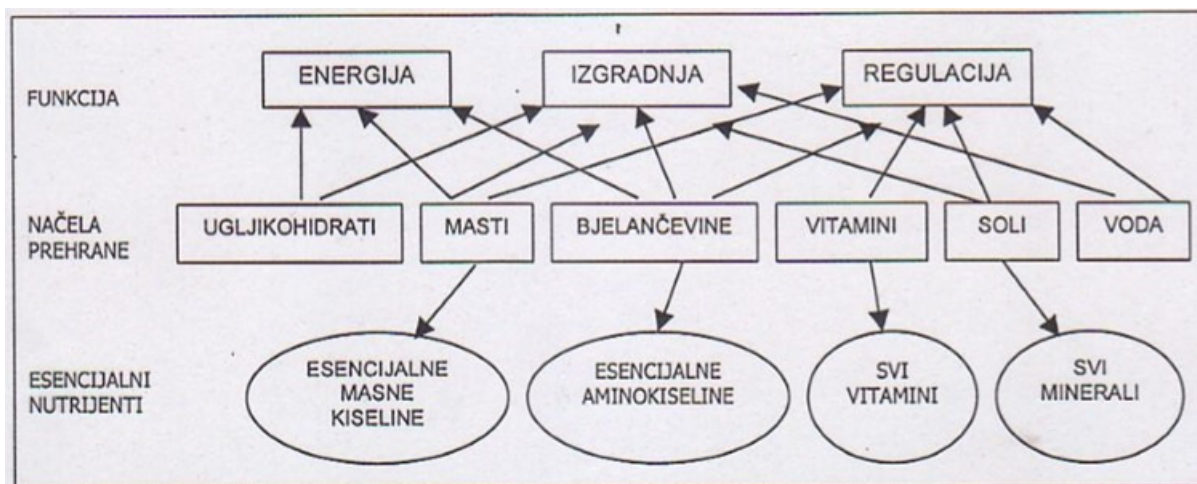 FUNKCIJA
ENERGIJA
IZGRADNJA
REGULACIJA
NAČELA
PREHRANE
UGLJIKOHIDRATI
MASTI
BJELANČEVINE
VITAMINI
SOLI
VODA
ESENCIJALNI
NUTRIJENTI
ESENCIJALNE
MASNE
KISELINE
ESENCIJALNE
AMINOKISELINE
SVI
VITAMINI
SVI
MINERALI